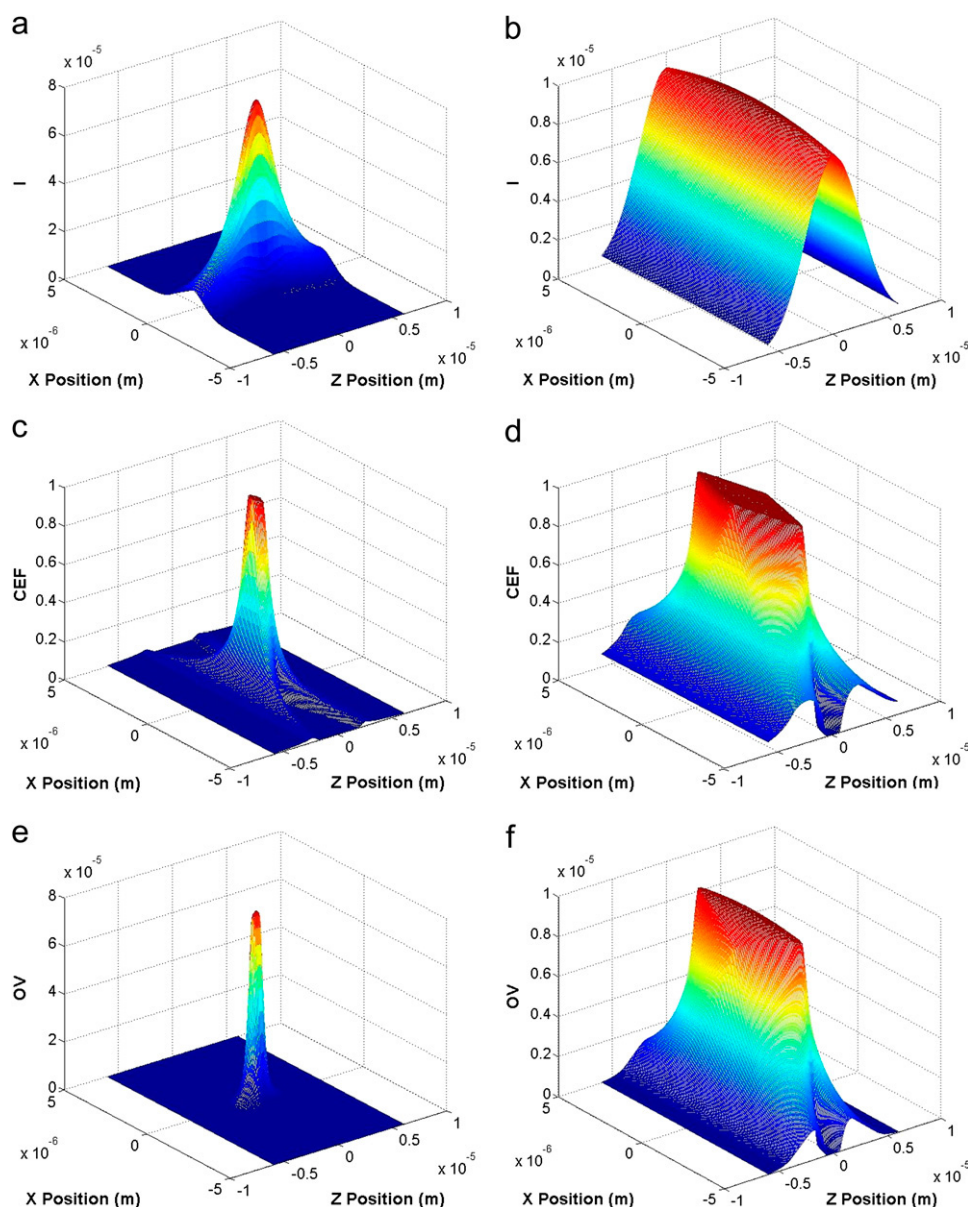 a
x 10⁻⁵
8
6
4
2
0
I
5
0
-5
x 10⁻⁶
X Position (m)
-1
-0.5
0
0.5
1
x 10⁻⁵
Z Position (m)
b
x 10⁻⁵
1
0.8
0.6
0.4
0.2
0
I
5
0
-5
x 10⁻⁶
X Position (m)
-1
-0.5
0
0.5
1
x 10⁻⁵
Z Position (m)
c
1
0.8
0.6
0.4
0.2
0
CEF
5
0
-5
x 10⁻⁶
X Position (m)
-1
-0.5
0
0.5
1
x 10⁻⁵
Z Position (m)
d
1
0.8
0.6
0.4
0.2
0
CEF
5
0
-5
x 10⁻⁶
X Position (m)
-1
-0.5
0
0.5
1
x 10⁻⁵
Z Position (m)
e
x 10⁻⁵
8
6
4
2
0
OV
5
0
-5
x 10⁻⁶
X Position (m)
-1
-0.5
0
0.5
1
x 10⁻⁵
Z Position (m)
f
x 10⁻⁵
1
0.8
0.6
0.4
0.2
0
OV
5
0
-5
x 10⁻⁶
X Position (m)
-1
-0.5
0
0.5
1
x 10⁻⁵
Z Position (m)